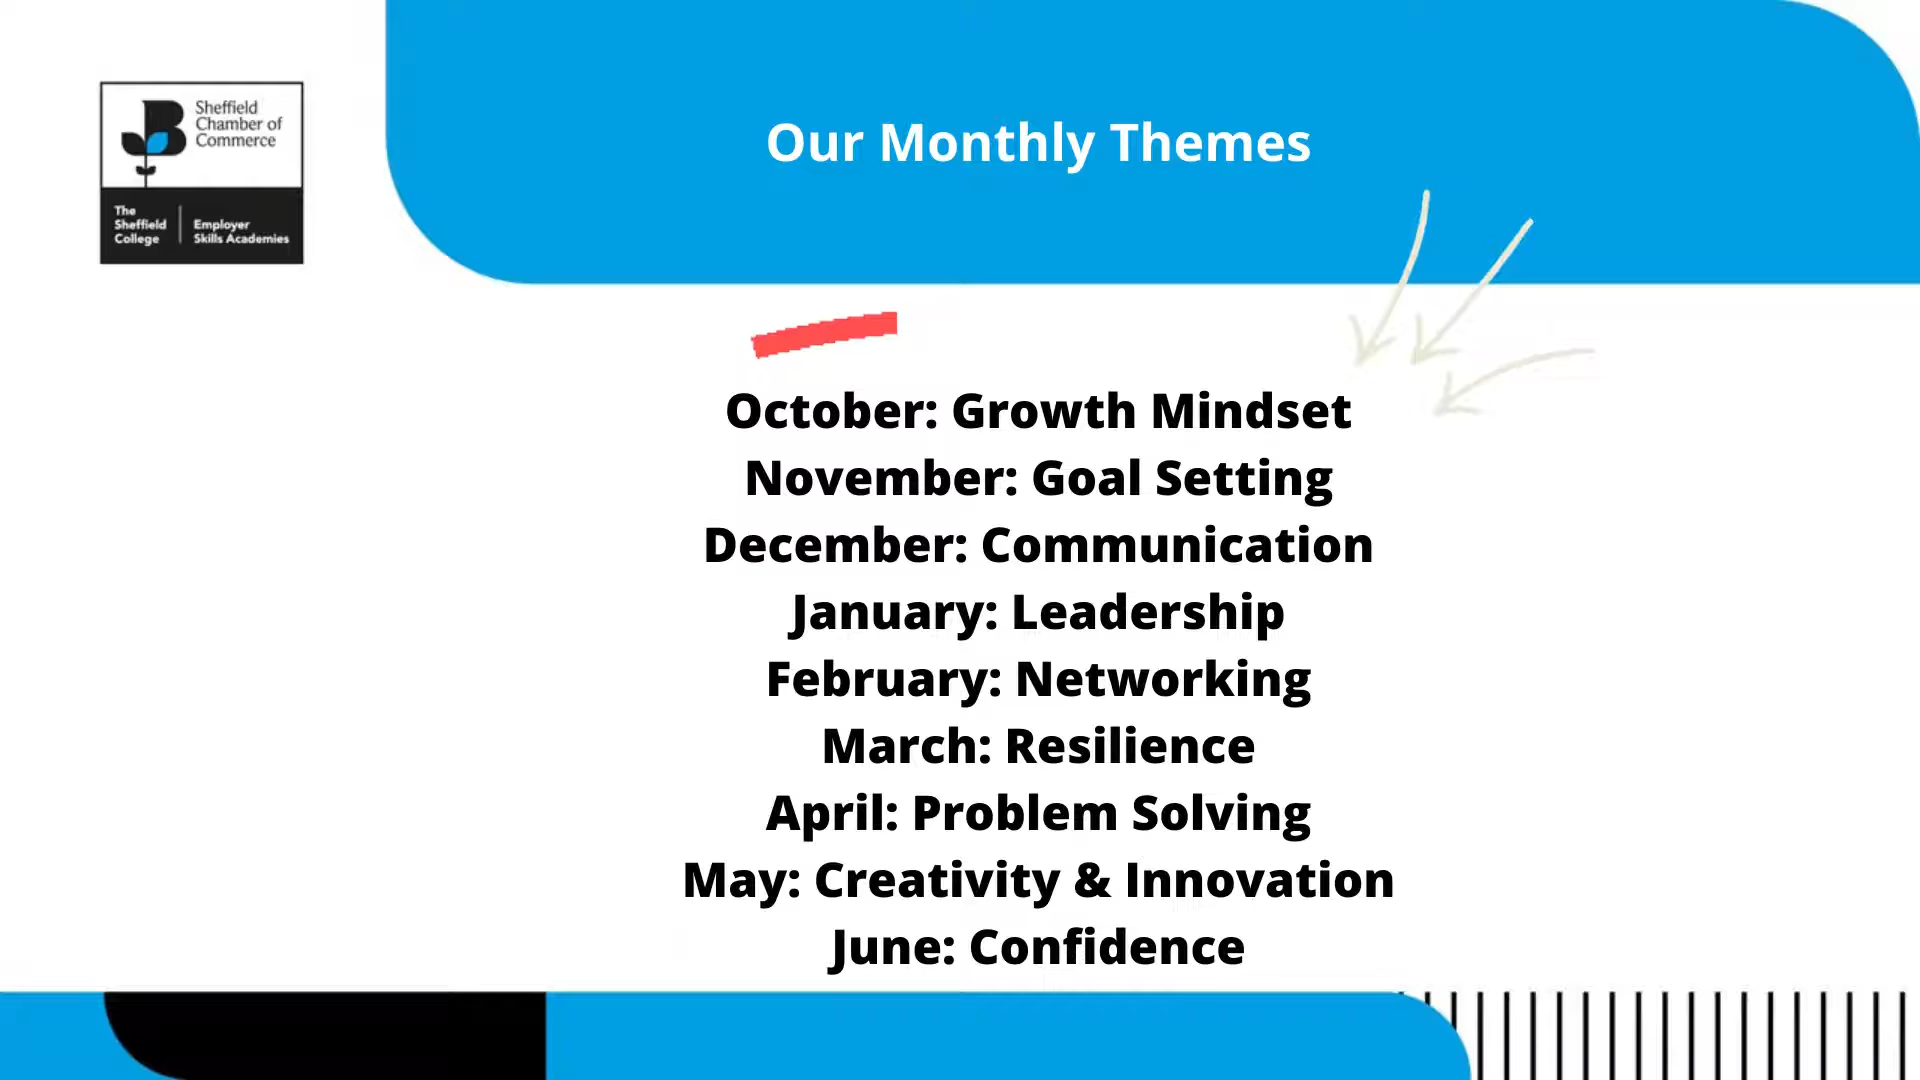 Sheffield
Chamber of
Commerce
The
Sheffield
College
Employer
Skills Academies
Our Monthly Themes
October: Growth Mindset
November: Goal Setting
December: Communication
January: Leadership
February: Networking
March: Resilience
April: Problem Solving
May: Creativity & Innovation
June: Confidence